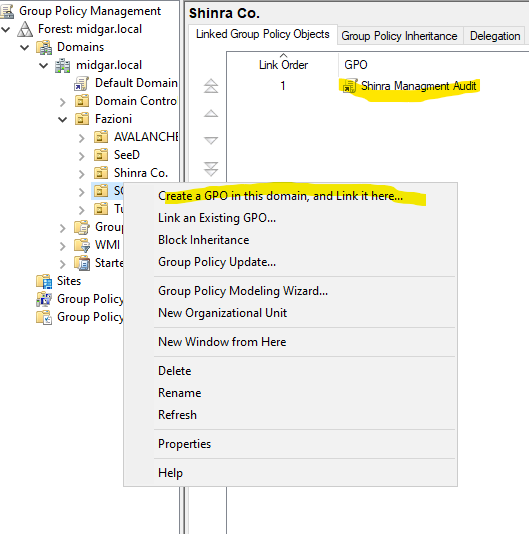 Group Policy Management
Forest: midgar.local
Domains
midgar.local
Default Domain
Domain Contro
Fazioni
AVALANCHE
SeeD
Shinra Co.
SO
Tu
Group
WMI
Starte
Sites
Group Policy
Group Policy
Shinra Co.
Linked Group Policy Objects
Group Policy Inheritance
Delegation
Link Order
GPO
1
Shinra Managment Audit
Create a GPO in this domain, and Link it here...
Link an Existing GPO...
Block Inheritance
Group Policy Update...
Group Policy Modeling Wizard...
New Organizational Unit
New Window from Here
Delete
Rename
Refresh
Properties
Help